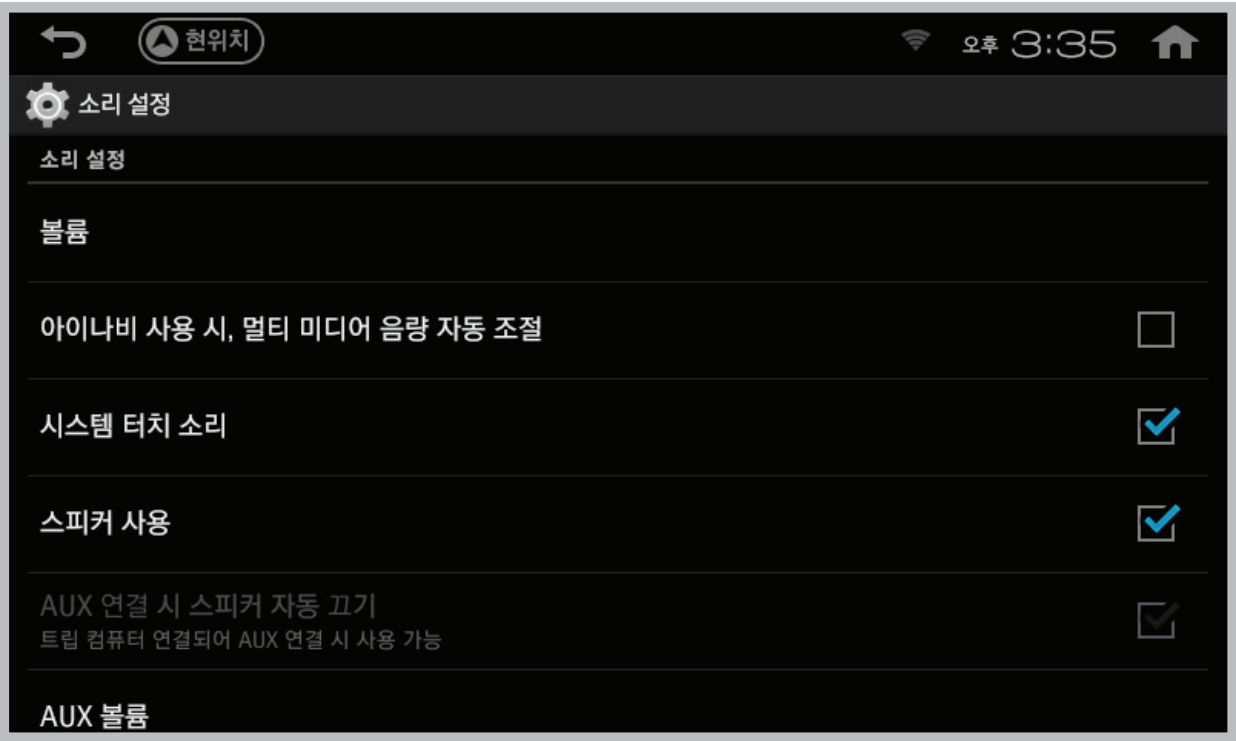 현위치
오후 3:35
소리 설정
소리 설정
볼륨
아이나비 사용 시, 멀티 미디어 음량 자동 조절
시스템 터치 소리
스피커 사용
AUX 연결 시 스피커 자동 끄기
트립 컴퓨터 연결되어 AUX 연결 시 사용 가능
AUX 볼륨